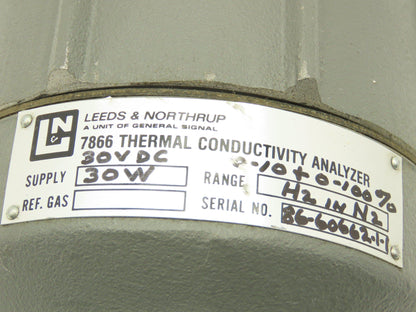 L&N LEEDS & NORTHRUP
A UNIT OF GENERAL SIGNAL
7866 THERMAL CONDUCTIVITY ANALYZER
30VDC 0-10 + 0-100%
SUPPLY 30W RANGE H2 IN N2
REF. GAS SERIAL NO. 86-60662-1-1